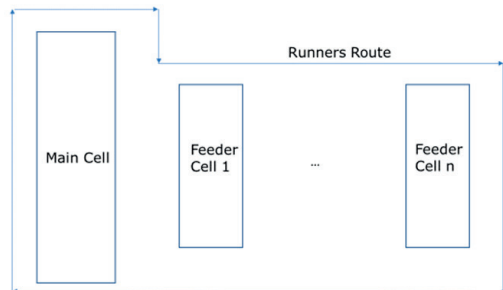 Runners Route
Main Cell
Feeder
Cell 1
...
Feeder
Cell n